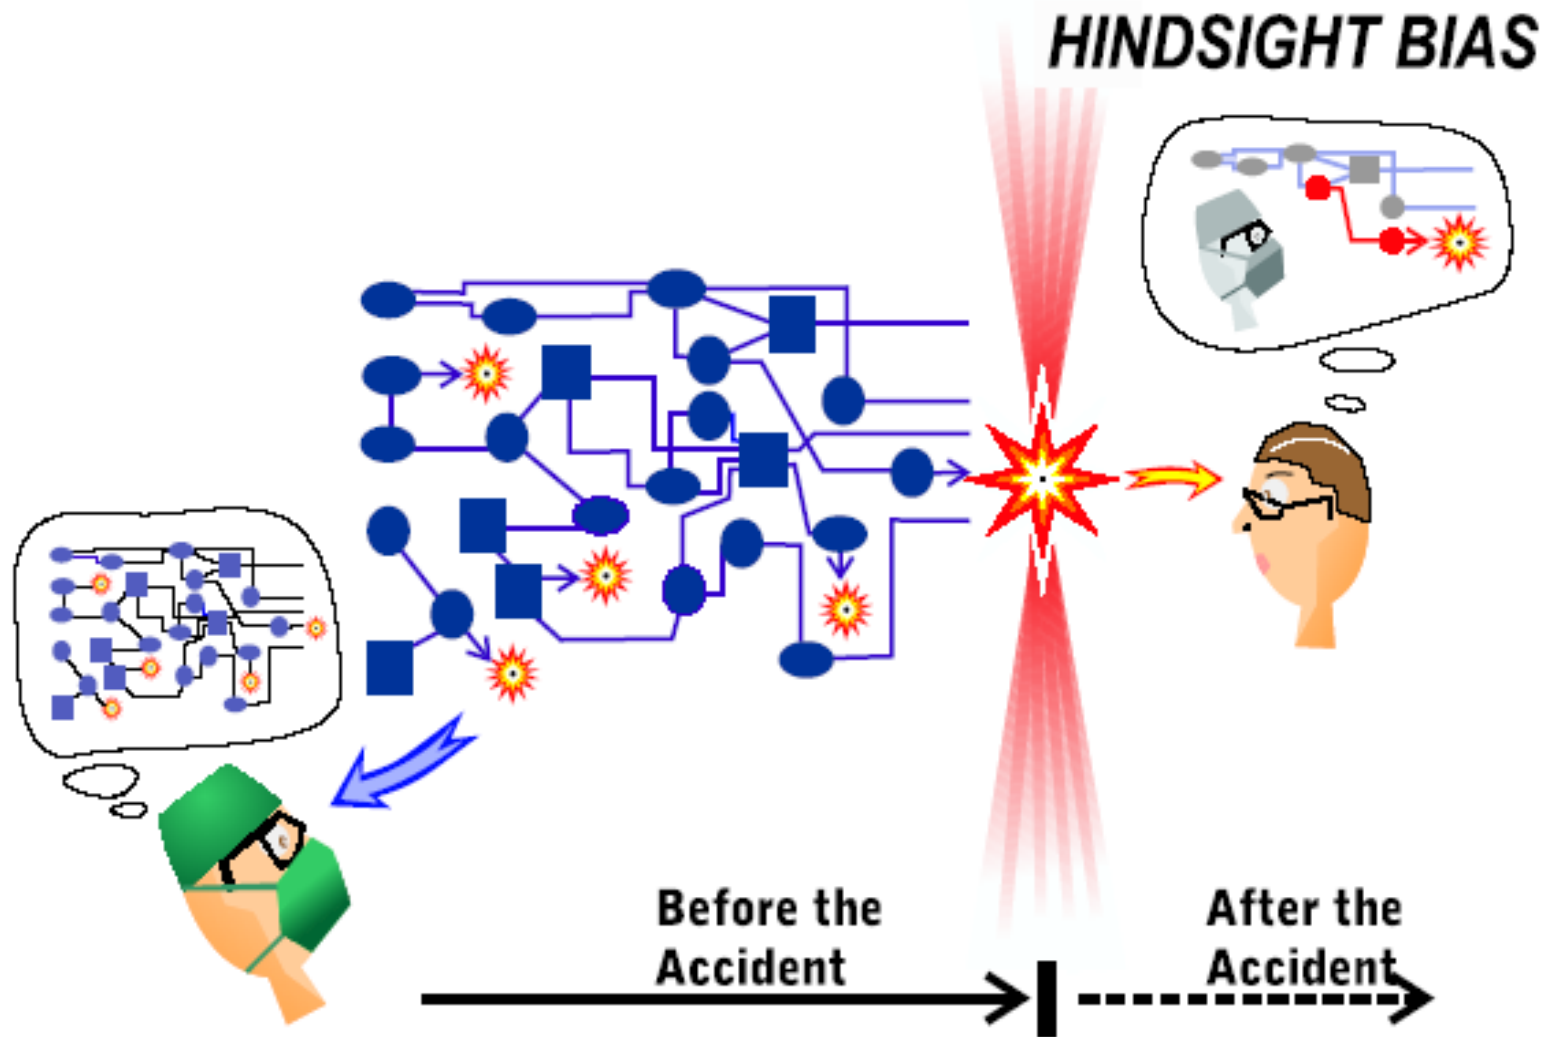 HINDSIGHT BIAS
Before the
Accident
After the
Accident